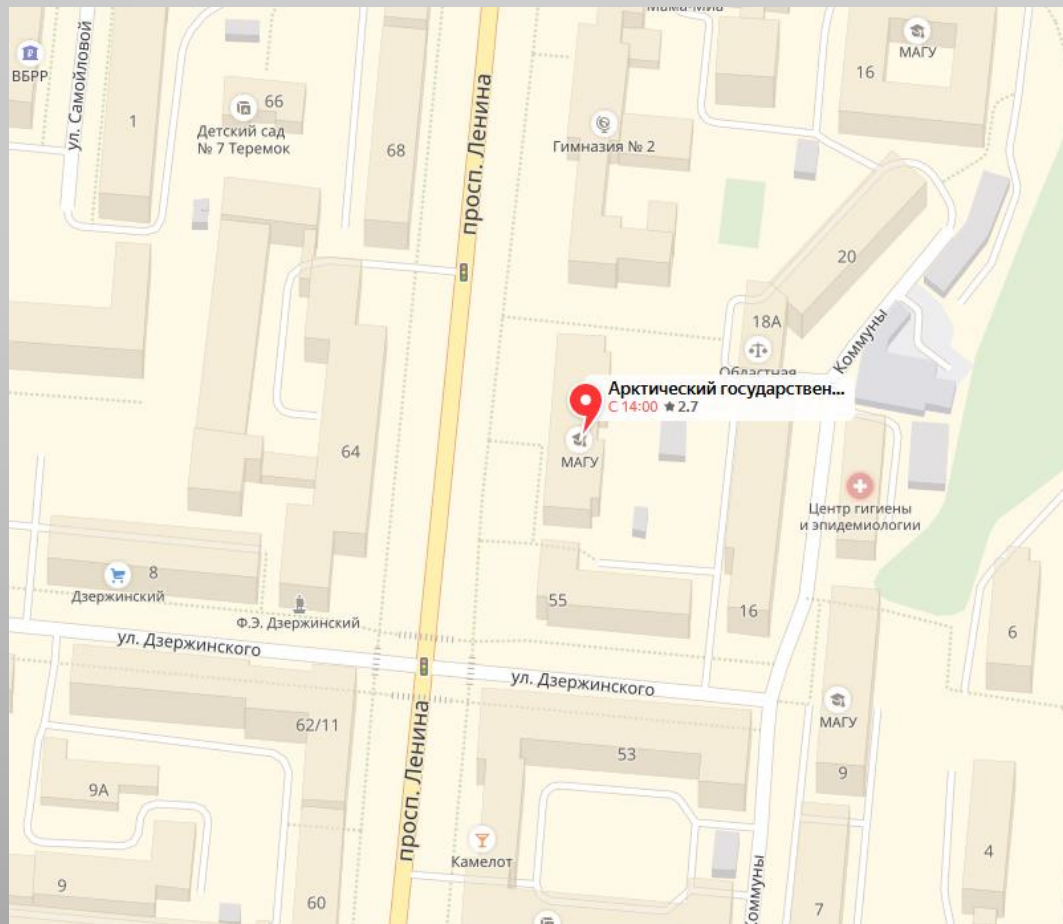 Мама-Миа
МАГУ
16
ВБРР
ул. Самойловой
1
66
Детский сад
№ 7 Теремок
68
просп. Ленина
Гимназия № 2
20
18А
Областная
Коммуны
Арктический государствен...
С 14:00 ★ 2.7
МАГУ
64
Центр гигиены
и эпидемиологии
8
Дзержинский
Ф.Э. Дзержинский
55
16
6
ул. Дзержинского
ул. Дзержинского
МАГУ
62/11
53
9
9А
просп. Ленина
Камелот
4
9
60
7
Коммуны